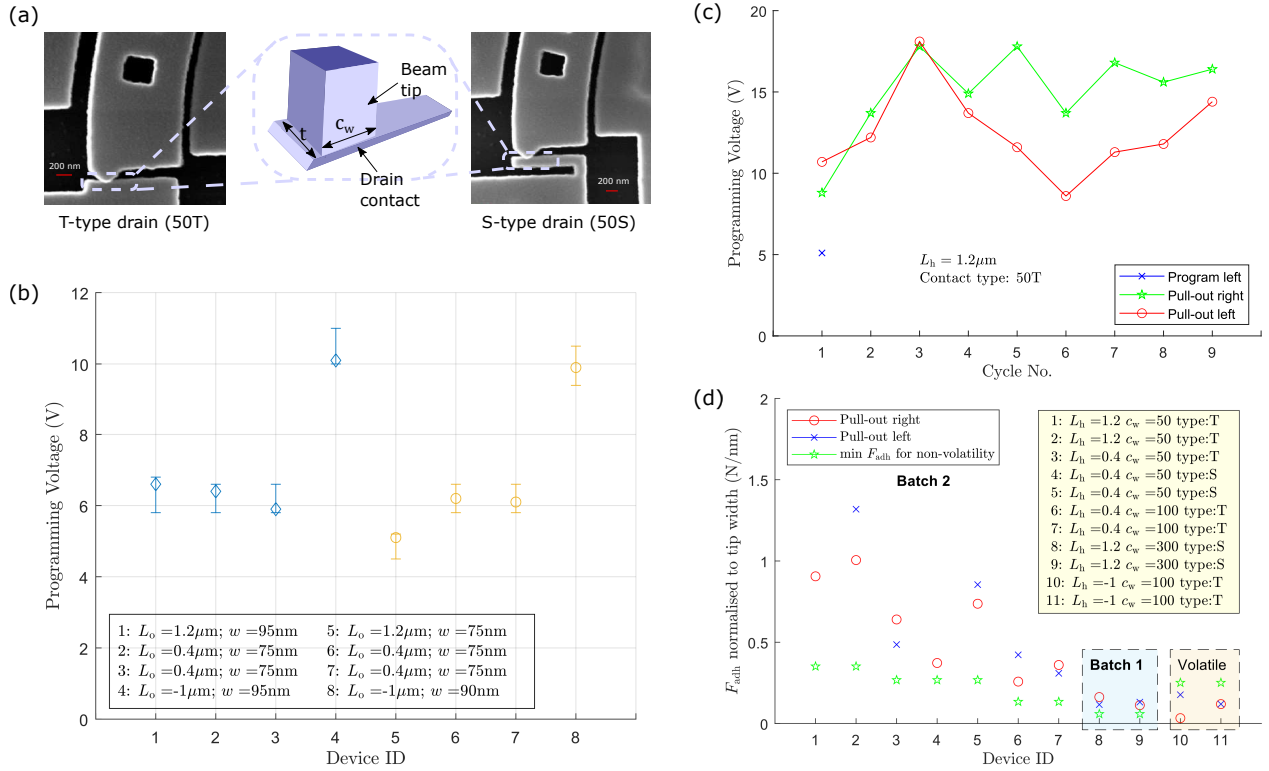 (a)
200 nm
T-type drain (50T)
Beam
tip
t
c_w
Drain
contact
200 nm
S-type drain (50S)
(b)
12
10
8
6
4
2
0
Programming Voltage (V)
1: L_o =1.2μm; w =95nm
2: L_o =0.4μm; w =75nm
3: L_o =0.4μm; w =75nm
4: L_o =-1μm; w =95nm
5: L_o =1.2μm; w =75nm
6: L_o =0.4μm; w =75nm
7: L_o =0.4μm; w =75nm
8: L_o =-1μm; w =90nm
1 2 3 4 5 6 7 8
Device ID
(c)
20
15
10
5
0
Programming Voltage (V)
L_h = 1.2μm
Contact type: 50T
Program left
Pull-out right
Pull-out left
1 2 3 4 5 6 7 8 9
Cycle No.
(d)
2
1.5
1
0.5
0
F_adh normalised to tip width (N/nm)
Pull-out right
Pull-out left
min F_adh for non-volatility
Batch 2
1: L_h =1.2 c_w =50 type:T
2: L_h =1.2 c_w =50 type:T
3: L_h =0.4 c_w =50 type:T
4: L_h =0.4 c_w =50 type:S
5: L_h =0.4 c_w =50 type:S
6: L_h =0.4 c_w =100 type:T
7: L_h =0.4 c_w =100 type:T
8: L_h =1.2 c_w =300 type:S
9: L_h =1.2 c_w =300 type:S
10: L_h =-1 c_w =100 type:T
11: L_h =-1 c_w =100 type:T
Batch 1
Volatile
1 2 3 4 5 6 7 8 9 10 11
Device ID